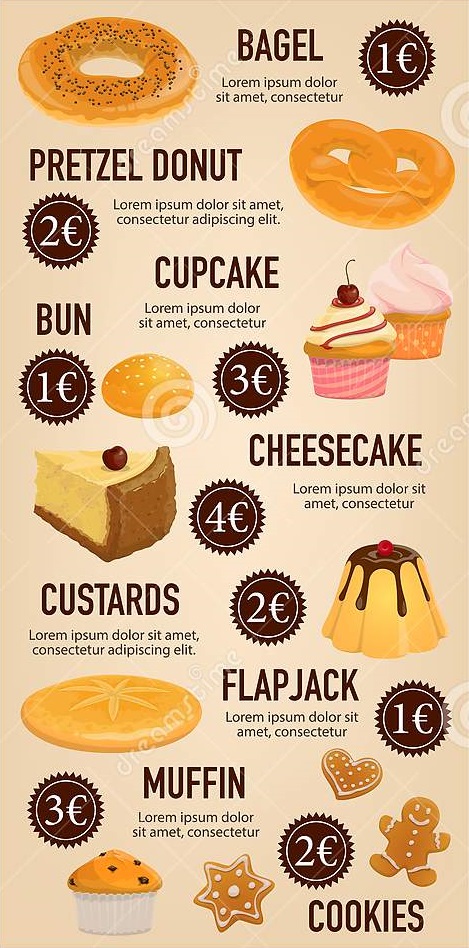 BAGEL
1€
Lorem ipsum dolor
sit amet, consectetur
PRETZEL DONUT
2€
Lorem ipsum dolor sit amet,
consectetur adipiscing elit.
CUPCAKE
Lorem ipsum dolor
sit amet, consectetur
3€
BUN
1€
CHEESECAKE
Lorem ipsum dolor sit
amet, consectetur
4€
CUSTARDS
2€
Lorem ipsum dolor sit amet,
consectetur adipiscing elit.
FLAPJACK
Lorem ipsum dolor sit
amet, consectetur
1€
MUFFIN
3€
Lorem ipsum dolor
sit amet, consectetur
2€
COOKIES
dreamstime